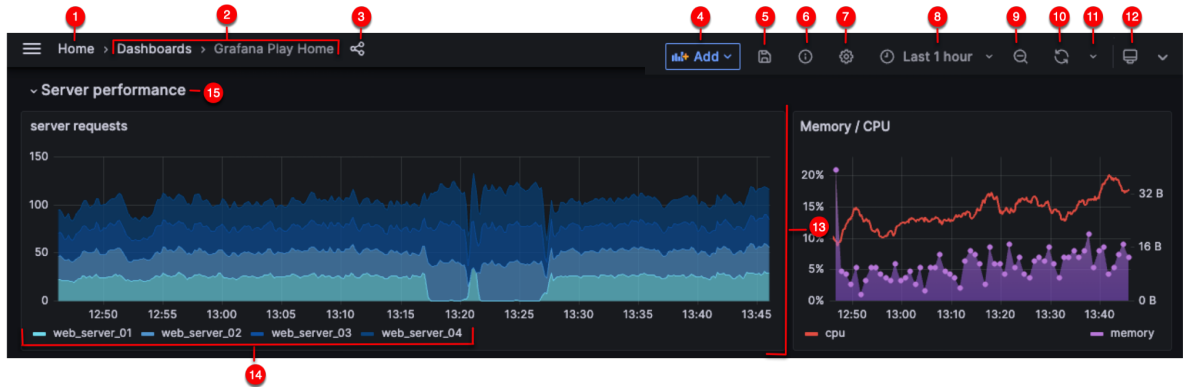 1 2 3 4 5 6 7 8 9 10 11 12
Home > Dashboards > Grafana Play Home Add Last 1 hour
Server performance 15
server requests
150
100
50
0
12:50 12:55 13:00 13:05 13:10 13:15 13:20 13:25 13:30 13:35 13:40 13:45
web_server_01 web_server_02 web_server_03 web_server_04
14
13
Memory / CPU
20%
15%
10%
5%
0%
32 B
16 B
0 B
12:50 13:00 13:10 13:20 13:30 13:40
cpu memory